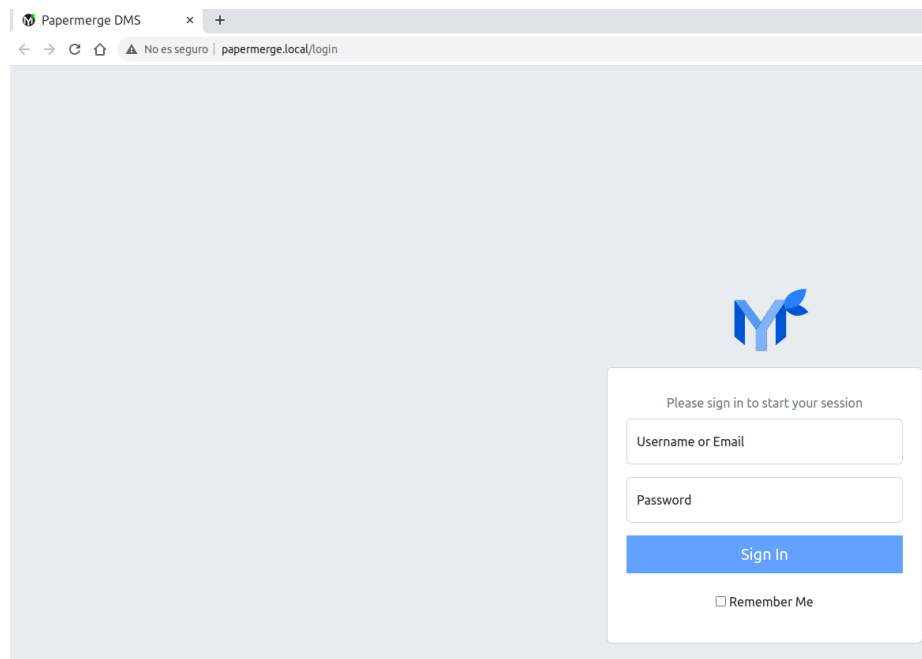 Papermerge DMS
No es seguro | papermerge.local/login
Please sign in to start your session
Username or Email
Password
Sign In
Remember Me